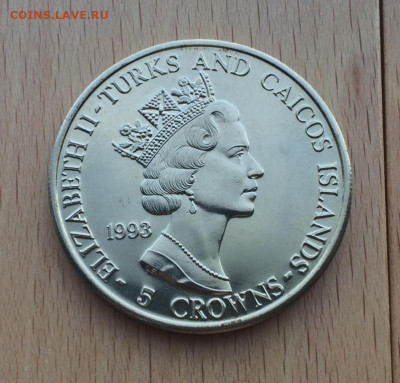 COINS.LAVE.RU
ELIZABETH II - TURKS AND CAICOS ISLANDS -
1993
- 5 CROWNS -